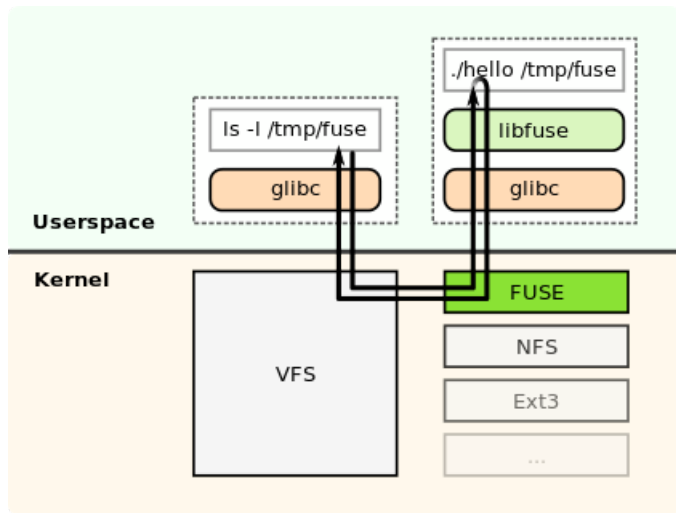 ./hello /tmp/fuse
ls -l /tmp/fuse
libfuse
glibc
glibc
Userspace
Kernel
FUSE
NFS
VFS
Ext3
...